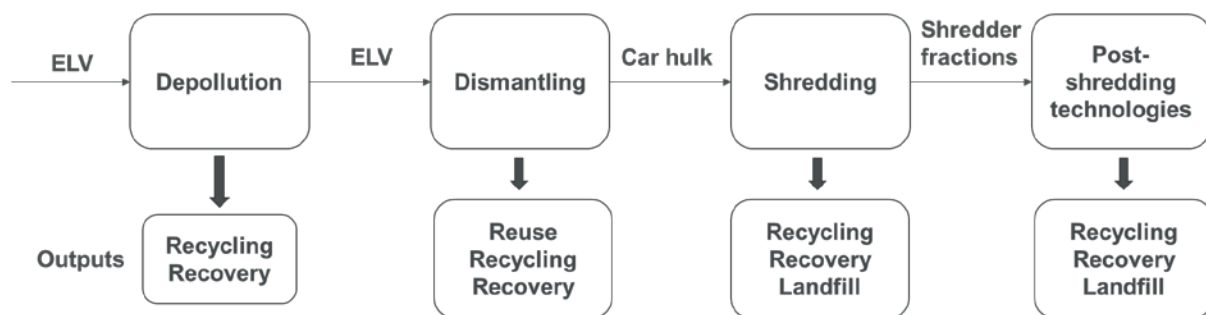 ELV
Depollution
ELV
Dismantling
Car hulk
Shredding
Shredder
fractions
Post-
shredding
technologies
Outputs
Recycling
Recovery
Reuse
Recycling
Recovery
Recycling
Recovery
Landfill
Recycling
Recovery
Landfill